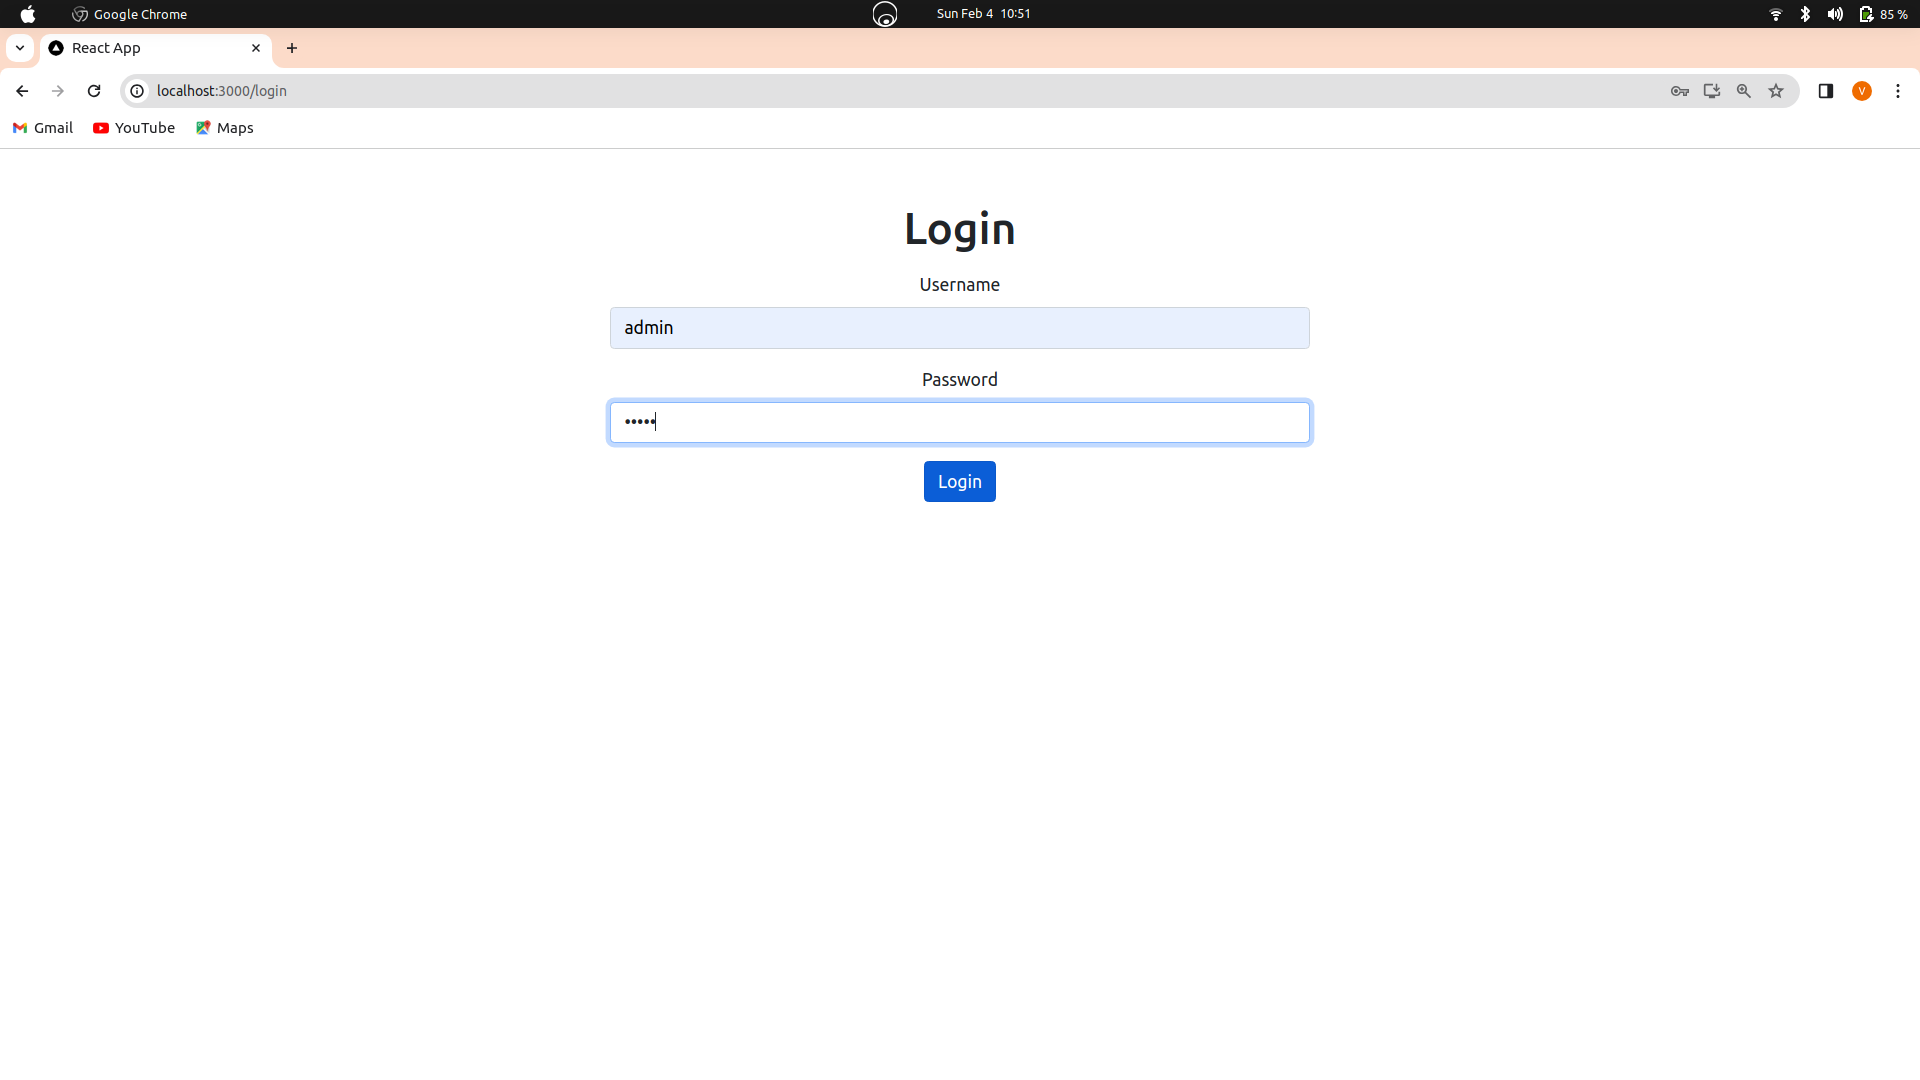 Google Chrome
Sun Feb 4 10:51
85 %
React App
localhost:3000/login
V
Gmail
YouTube
Maps
Login
Username
admin
Password
•••••
Login